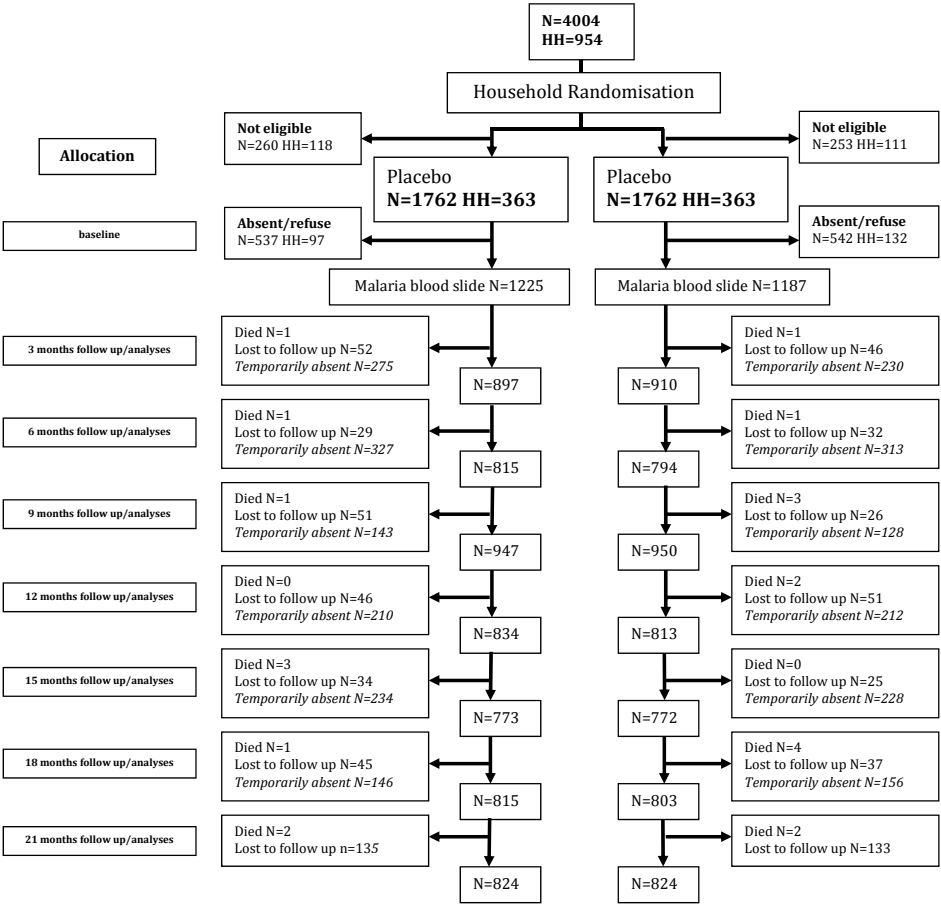 N=4004
HH=954
Household Randomisation
Not eligible
N=260 HH=118
Not eligible
N=253 HH=111
Allocation
Placebo
N=1762 HH=363
Placebo
N=1762 HH=363
baseline
Absent/refuse
N=537 HH=97
Absent/refuse
N=542 HH=132
Malaria blood slide N=1225
Malaria blood slide N=1187
3 months follow up/analyses
Died N=1
Lost to follow up N=52
Temporarily absent N=275
Died N=1
Lost to follow up N=46
Temporarily absent N=230
N=897
N=910
6 months follow up/analyses
Died N=1
Lost to follow up N=29
Temporarily absent N=327
Died N=1
Lost to follow up N=32
Temporarily absent N=313
N=815
N=794
9 months follow up/analyses
Died N=1
Lost to follow up N=51
Temporarily absent N=143
Died N=3
Lost to follow up N=26
Temporarily absent N=128
N=947
N=950
12 months follow up/analyses
Died N=0
Lost to follow up N=46
Temporarily absent N=210
Died N=2
Lost to follow up N=51
Temporarily absent N=212
N=834
N=813
15 months follow up/analyses
Died N=3
Lost to follow up N=34
Temporarily absent N=234
Died N=0
Lost to follow up N=25
Temporarily absent N=228
N=773
N=772
18 months follow up/analyses
Died N=1
Lost to follow up N=45
Temporarily absent N=146
Died N=4
Lost to follow up N=37
Temporarily absent N=156
N=815
N=803
21 months follow up/analyses
Died N=2
Lost to follow up n=135
Died N=2
Lost to follow up N=133
N=824
N=824